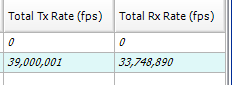 Total Tx Rate (fps) Total Rx Rate (fps)
0 0
39,000,001 33,748,890